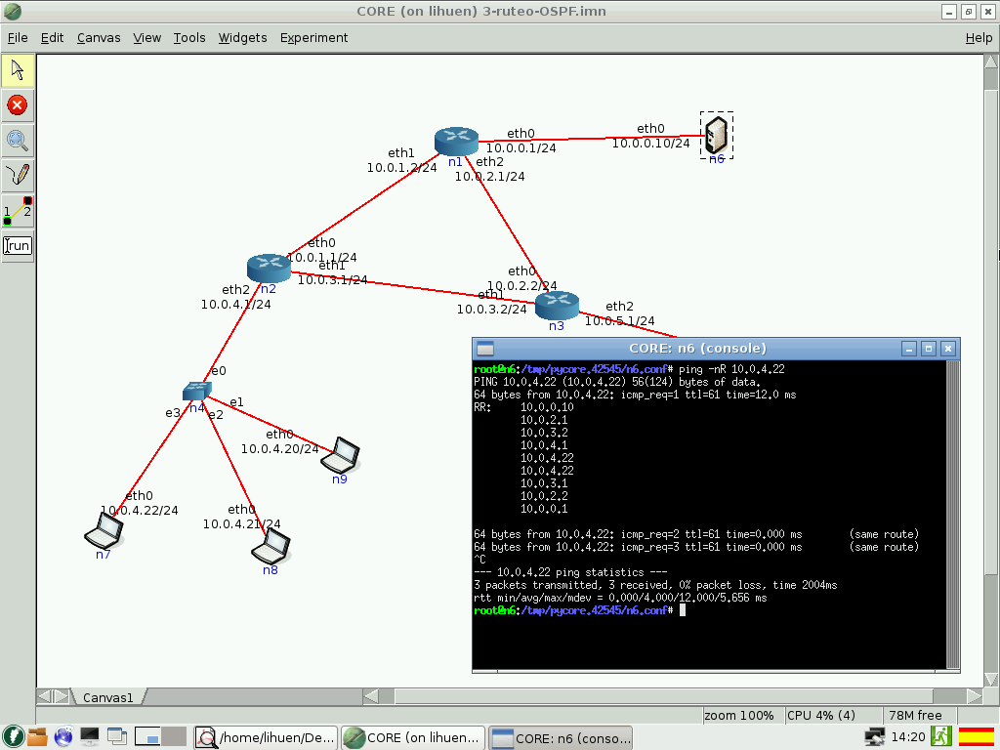 CORE (on lihuen) 3-ruteo-OSPF.imn
File Edit Canvas View Tools Widgets Experiment Help
eth0
10.0.0.1/24
eth0
10.0.0.10/24
n6
eth1
10.0.1.2/24
n1
eth2
10.0.2.1/24
1 2
run
eth0
10.0.1.1/24
eth1
10.0.3.1/24
n2
eth2
10.0.4.1/24
eth0
10.0.2.2/24
eth1
10.0.3.2/24
eth2
10.0.5.1/24
n3
e0
n4
e1
e2
e3
eth0
10.0.4.20/24
n9
eth0
10.0.4.22/24
n7
eth0
10.0.4.21/24
n8
CORE: n6 (console)
root@n6:/tmp/pycore.42545/n6.conf# ping -nR 10.0.4.22
PING 10.0.4.22 (10.0.4.22) 56(124) bytes of data.
64 bytes from 10.0.4.22: icmp_req=1 ttl=61 time=12.0 ms
RR: 10.0.0.10
10.0.2.1
10.0.3.2
10.0.4.1
10.0.4.22
10.0.4.22
10.0.3.1
10.0.2.2
10.0.0.1
64 bytes from 10.0.4.22: icmp_req=2 ttl=61 time=0.000 ms (same route)
64 bytes from 10.0.4.22: icmp_req=3 ttl=61 time=0.000 ms (same route)
^C
--- 10.0.4.22 ping statistics ---
3 packets transmitted, 3 received, 0% packet loss, time 2004ms
rtt min/avg/max/mdev = 0.000/4.000/12.000/5.656 ms
root@n6:/tmp/pycore.42545/n6.conf#
Canvas1
zoom 100% CPU 4% (4) 78M free
/home/lihuen/De... CORE (on lihuen... CORE: n6 (conso... 14:20